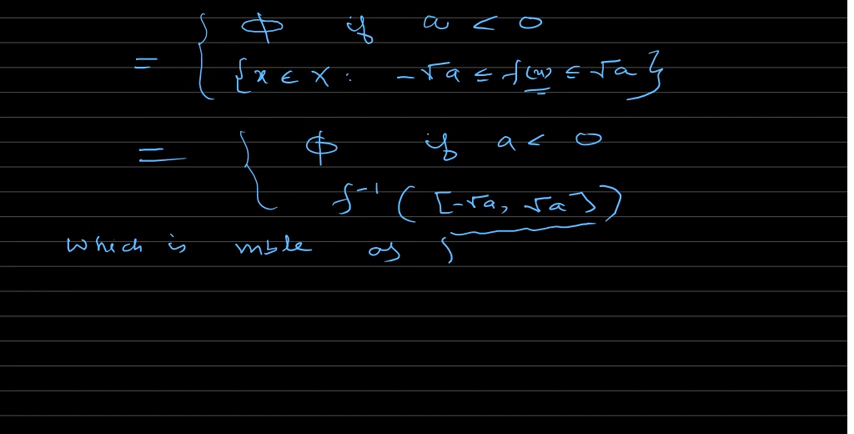 = { Φ if a < 0
{x ∈ X : -√a ≤ f(x) ≤ √a}
= { Φ if a < 0
f⁻¹([-√a, √a])
which is mble as f